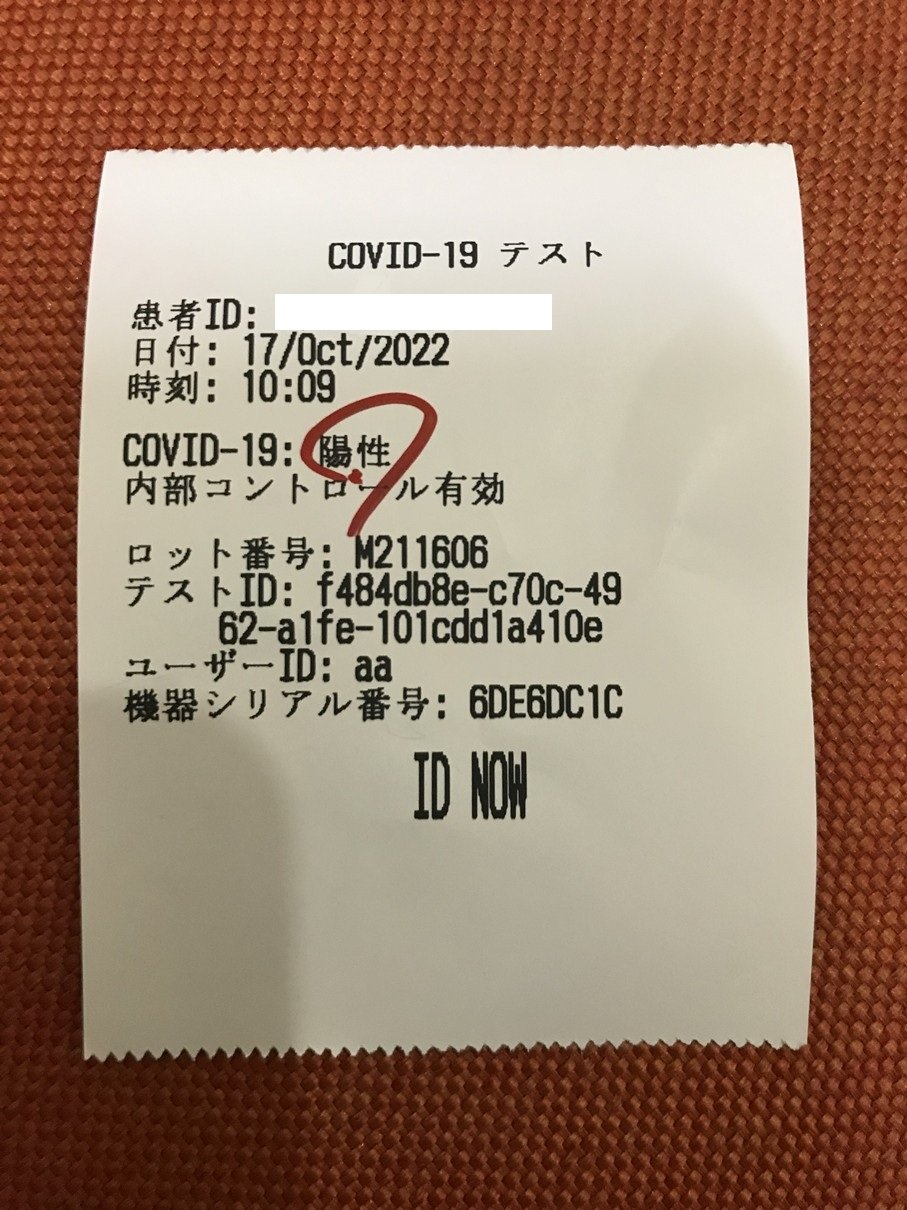 COVID-19 テスト
患者ID:
日付: 17/Oct/2022
時刻: 10:09
COVID-19: 陽性
内部コントロール有効
ロット番号: M211606
テストID: f484db8e-c70c-49
62-a1fe-101cdd1a410e
ユーザーID: aa
機器シリアル番号: 6DE6DC1C
ID NOW